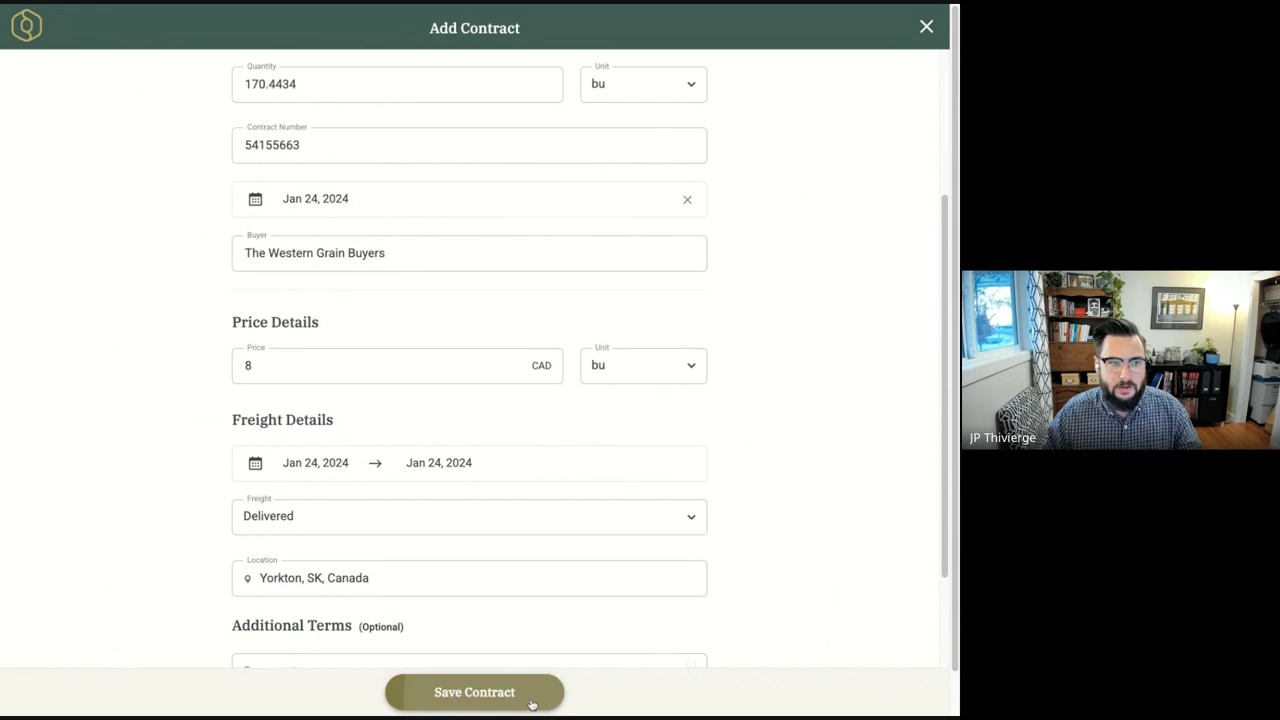 Add Contract
Quantity
Unit
170.4434
bu
Contract Number
54155663
Jan 24, 2024
Buyer
The Western Grain Buyers
Price Details
Price
Unit
8
CAD
bu
Freight Details
Jan 24, 2024 → Jan 24, 2024
Freight
Delivered
Location
Yorkton, SK, Canada
Additional Terms (Optional)
Save Contract
JP Thivierge